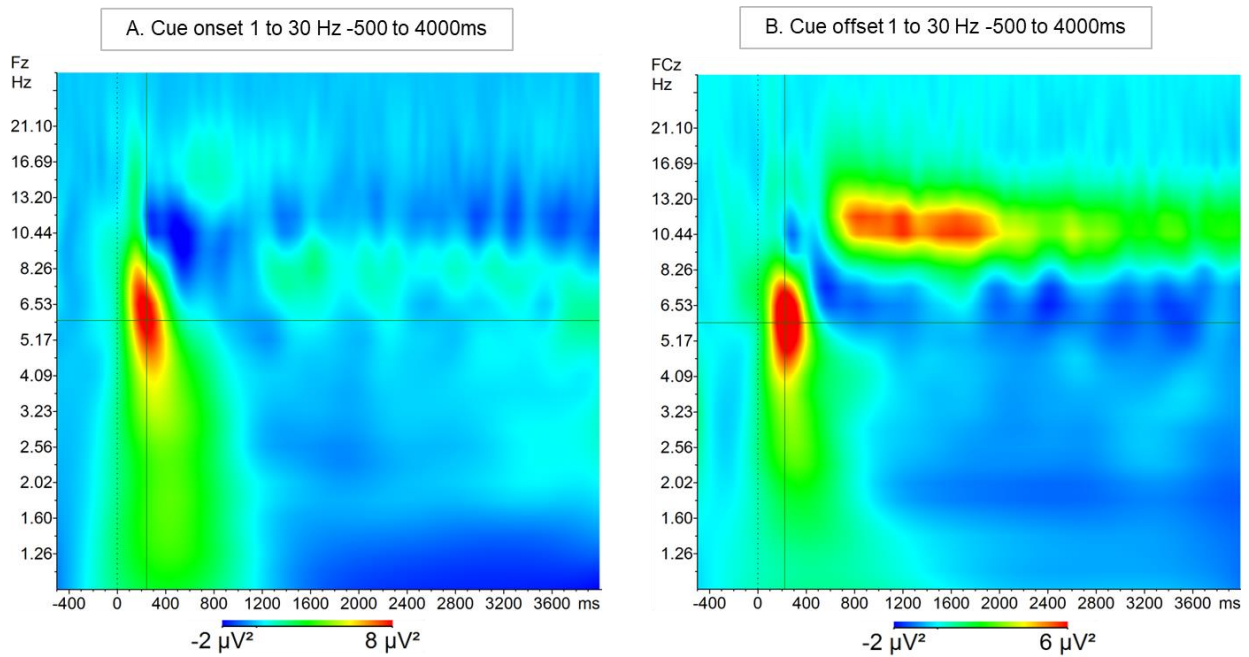 A. Cue onset 1 to 30 Hz -500 to 4000ms
Fz
Hz
21.10
16.69
13.20
10.44
8.26
6.53
5.17
4.09
3.23
2.56
2.02
1.60
1.26
-400 0 400 800 1200 1600 2000 2400 2800 3200 3600 ms
-2 µV² 8 µV²
B. Cue offset 1 to 30 Hz -500 to 4000ms
FCz
Hz
21.10
16.69
13.20
10.44
8.26
6.53
5.17
4.09
3.23
2.56
2.02
1.60
1.26
-400 0 400 800 1200 1600 2000 2400 2800 3200 3600 ms
-2 µV² 6 µV²